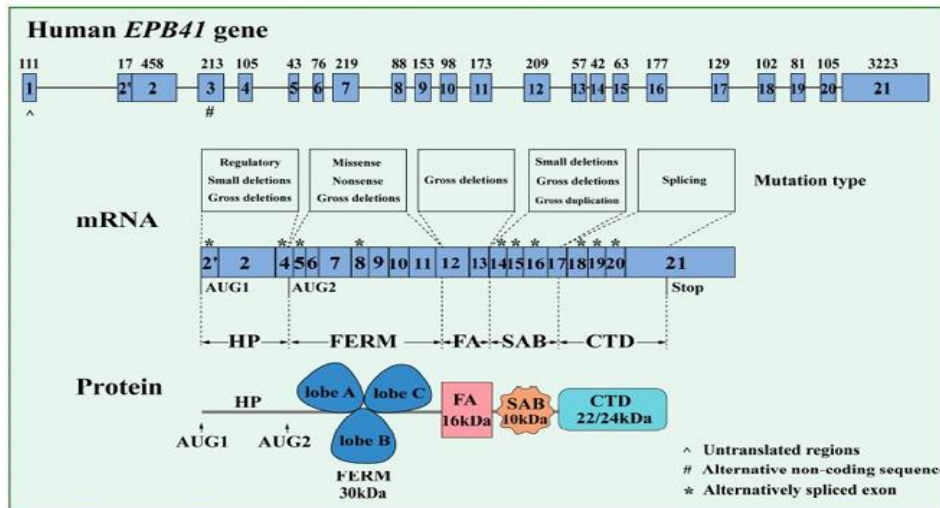 Human EPB41 gene
111 17 458 213 105 43 76 219 88 153 98 173 209 57 42 63 177 129 102 81 105 3223
1 2' 2 3 4 5 6 7 8 9 10 11 12 13 14 15 16 17 18 19 20 21
^ #
Regulatory
Small deletions
Gross deletions
Missense
Nonsense
Gross deletions
Gross deletions
Small deletions
Gross deletions
Gross duplication
Splicing
Mutation type
mRNA
* * * * * * * * * *
2' 2 4 5 6 7 8 9 10 11 12 13 14 15 16 17 18 19 20 21
AUG1 AUG2 Stop
HP FERM FA SAB CTD
Protein
HP
lobe A
lobe C
lobe B
FA
16kDa
SAB
10kDa
CTD
22/24kDa
AUG1 AUG2
FERM
30kDa
^ Untranslated regions
# Alternative non-coding sequence
* Alternatively spliced exon